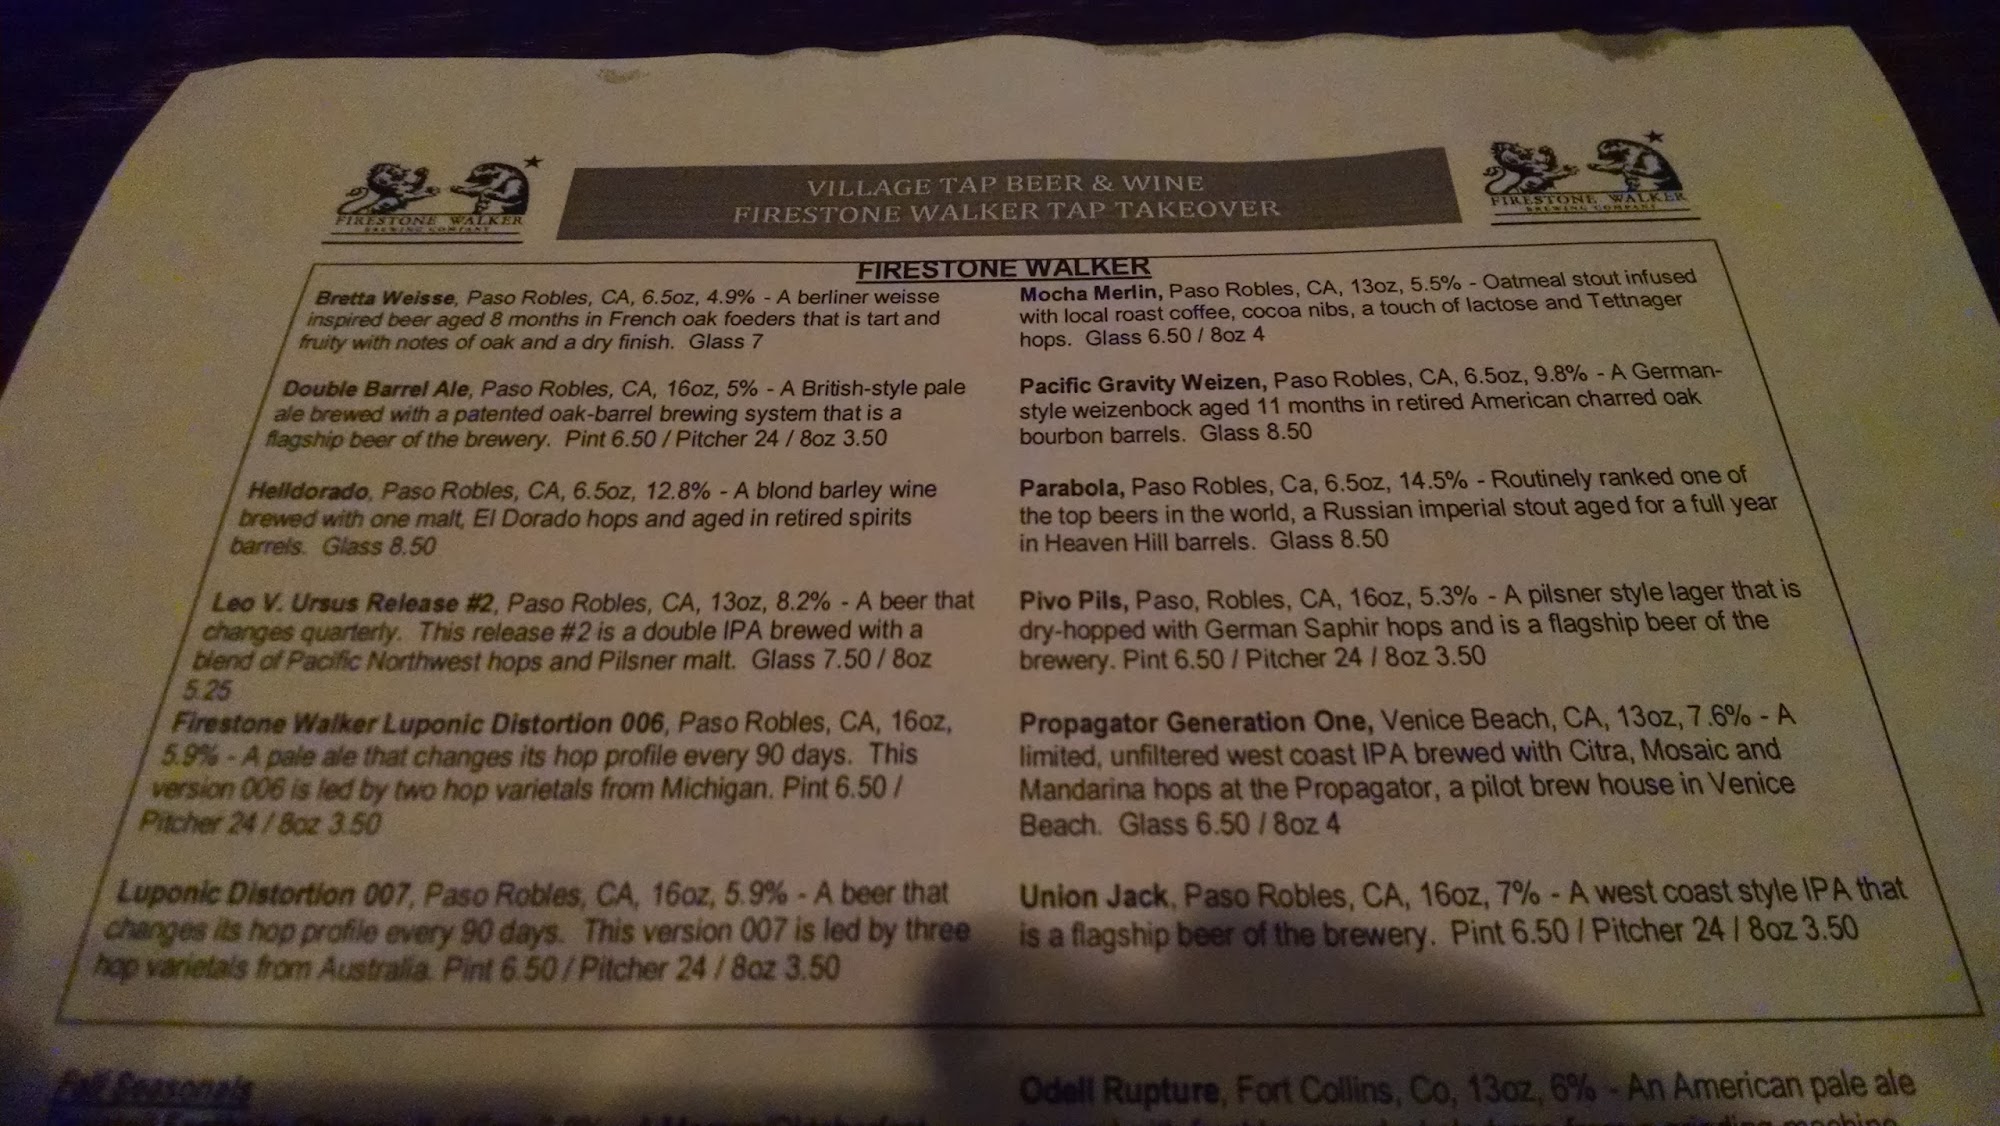 FIRESTONE WALKER
BREWING COMPANY
VILLAGE TAP BEER & WINE
FIRESTONE WALKER TAP TAKEOVER
FIRESTONE WALKER
BREWING COMPANY
FIRESTONE WALKER
Bretta Weisse, Paso Robles, CA, 6.5oz, 4.9% - A berliner weisse
inspired beer aged 8 months in French oak foeders that is tart and
fruity with notes of oak and a dry finish. Glass 7
Double Barrel Ale, Paso Robles, CA, 16oz, 5% - A British-style pale
ale brewed with a patented oak-barrel brewing system that is a
flagship beer of the brewery. Pint 6.50 / Pitcher 24 / 8oz 3.50
Helldorado, Paso Robles, CA, 6.5oz, 12.8% - A blond barley wine
brewed with one malt, El Dorado hops and aged in retired spirits
barrels. Glass 8.50
Leo V. Ursus Release #2, Paso Robles, CA, 13oz, 8.2% - A beer that
changes quarterly. This release #2 is a double IPA brewed with a
blend of Pacific Northwest hops and Pilsner malt. Glass 7.50 / 8oz
5.25
Firestone Walker Luponic Distortion 006, Paso Robles, CA, 16oz,
5.9% - A pale ale that changes its hop profile every 90 days. This
version 006 is led by two hop varietals from Michigan. Pint 6.50 /
Pitcher 24 / 8oz 3.50
Luponic Distortion 007, Paso Robles, CA, 16oz, 5.9% - A beer that
changes its hop profile every 90 days. This version 007 is led by three
hop varietals from Australia. Pint 6.50 / Pitcher 24 / 8oz 3.50
Mocha Merlin, Paso Robles, CA, 13oz, 5.5% - Oatmeal stout infused
with local roast coffee, cocoa nibs, a touch of lactose and Tettnager
hops. Glass 6.50 / 8oz 4
Pacific Gravity Weizen, Paso Robles, CA, 6.5oz, 9.8% - A German-
style weizenbock aged 11 months in retired American charred oak
bourbon barrels. Glass 8.50
Parabola, Paso Robles, Ca, 6.5oz, 14.5% - Routinely ranked one of
the top beers in the world, a Russian imperial stout aged for a full year
in Heaven Hill barrels. Glass 8.50
Pivo Pils, Paso, Robles, CA, 16oz, 5.3% - A pilsner style lager that is
dry-hopped with German Saphir hops and is a flagship beer of the
brewery. Pint 6.50 / Pitcher 24 / 8oz 3.50
Propagator Generation One, Venice Beach, CA, 13oz, 7.6% - A
limited, unfiltered west coast IPA brewed with Citra, Mosaic and
Mandarina hops at the Propagator, a pilot brew house in Venice
Beach. Glass 6.50 / 8oz 4
Union Jack, Paso Robles, CA, 16oz, 7% - A west coast style IPA that
is a flagship beer of the brewery. Pint 6.50 / Pitcher 24 / 8oz 3.50
Fall Seasonals
Odell Rupture, Fort Collins, Co, 13oz, 6% - An American pale ale